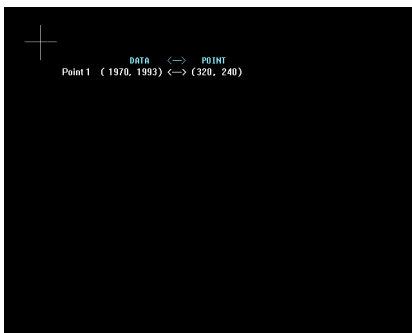 DATA <—> POINT
Point 1 ( 1970, 1993) <—> (320, 240)